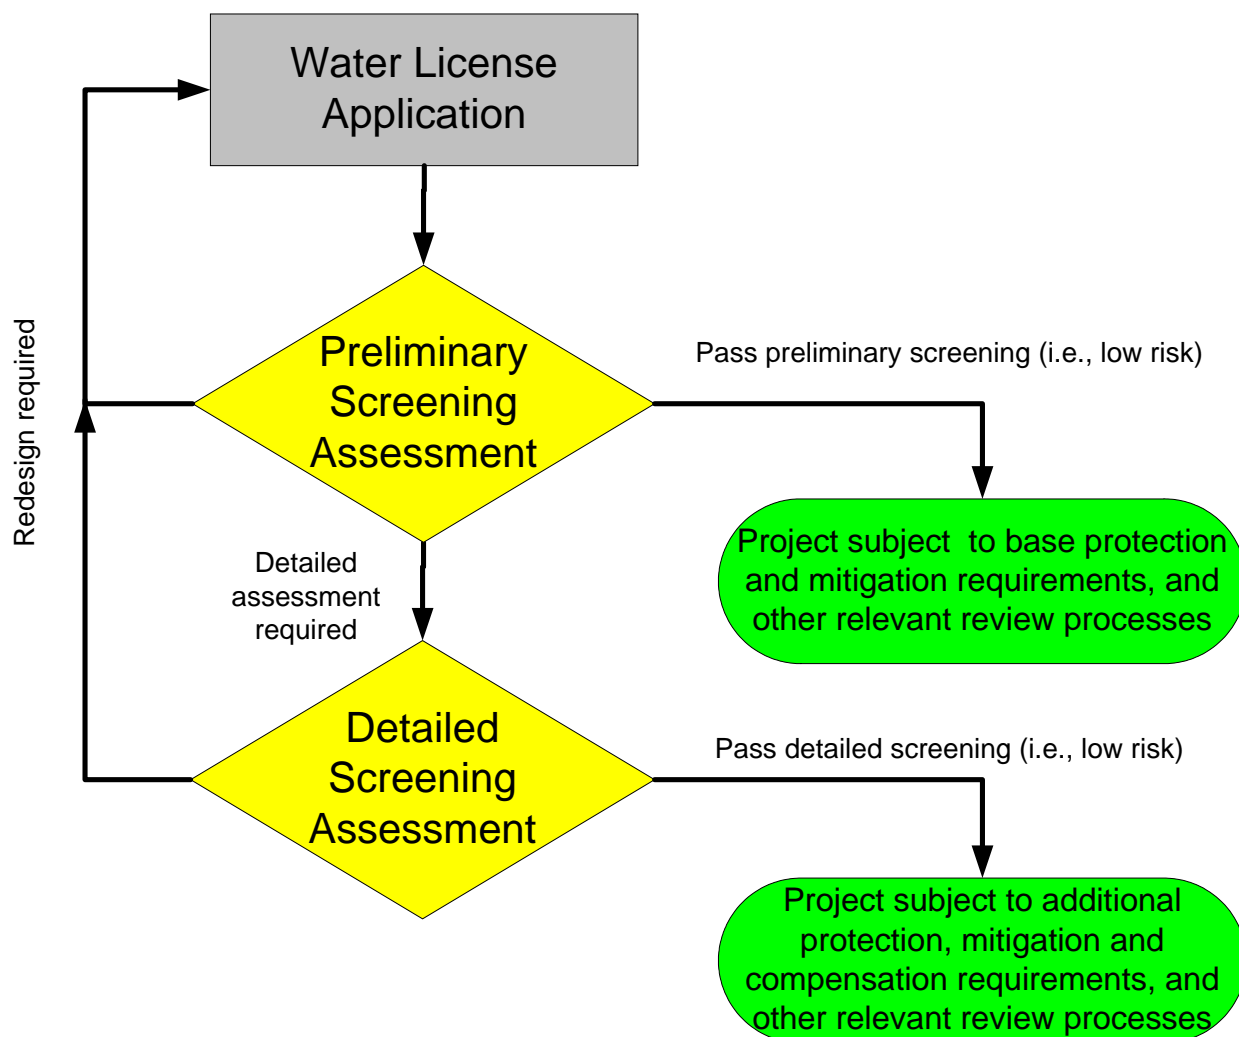 Water License
Application
Redesign required
Preliminary
Screening
Assessment
Pass preliminary screening (i.e., low risk)
Project subject  to base protection
and mitigation requirements, and
other relevant review processes
Detailed
assessment
required
Detailed
Screening
Assessment
Pass detailed screening (i.e., low risk)
Project subject to additional
protection, mitigation and
compensation requirements, and
other relevant review processes